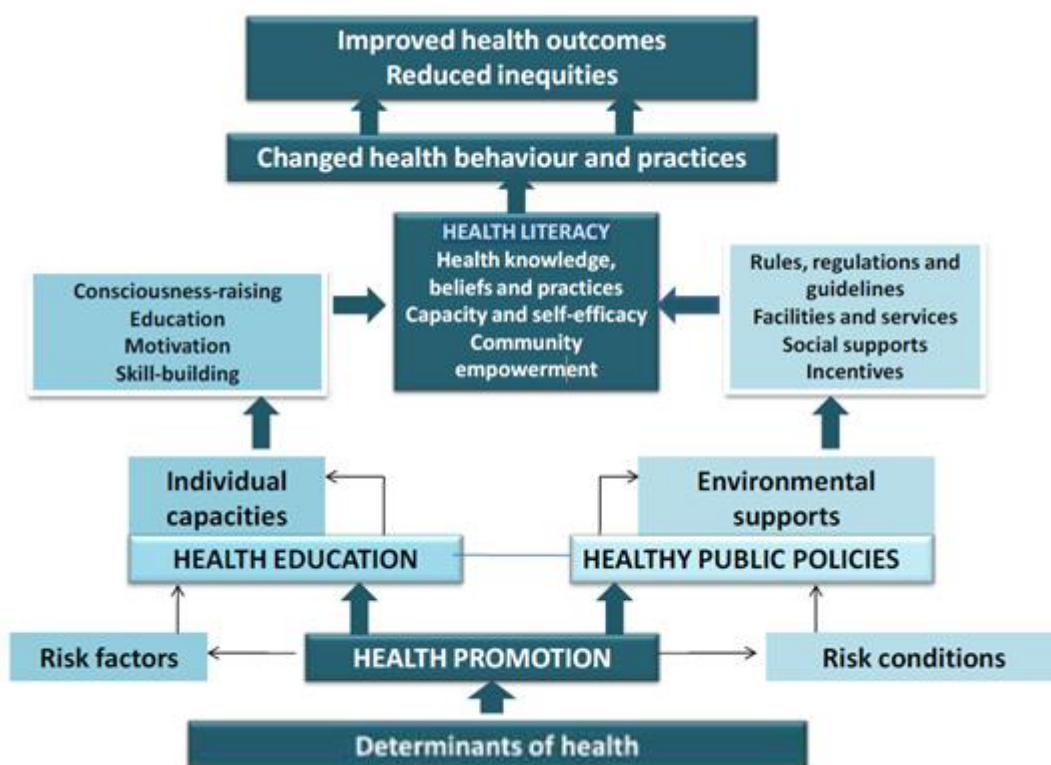 Improved health outcomes
Reduced inequities
Changed health behaviour and practices
HEALTH LITERACY
Health knowledge,
beliefs and practices
Capacity and self-efficacy
Community
empowerment
Consciousness-raising
Education
Motivation
Skill-building
Rules, regulations and
guidelines
Facilities and services
Social supports
Incentives
Individual
capacities
Environmental
supports
HEALTH EDUCATION
HEALTHY PUBLIC POLICIES
Risk factors
HEALTH PROMOTION
Risk conditions
Determinants of health